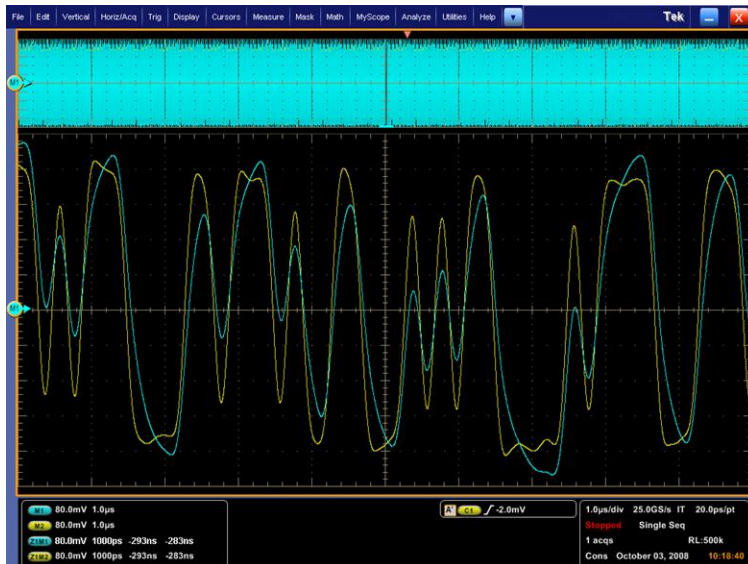 File Edit Vertical Horiz/Acq Trig Display Cursors Measure Mask Math MyScope Analyze Utilities Help Tek X
M1
M1
M1 80.0mV 1.0µs
M2 80.0mV 1.0µs
Z1M1 80.0mV 1000ps -293ns -283ns
Z1M2 80.0mV 1000ps -293ns -283ns
A' C1 -2.0mV
1.0µs/div 25.0GS/s IT 20.0ps/pt
Stopped Single Seq
1 acqs RL:500k
Cons October 03, 2008 10:18:40